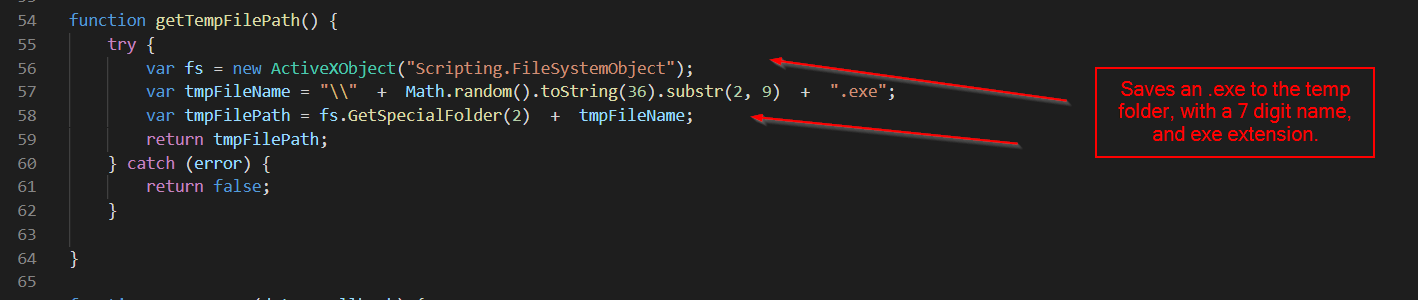 54 function getTempFilePath() {
55 try {
56 var fs = new ActiveXObject("Scripting.FileSystemObject");
57 var tmpFileName = "\\" + Math.random().toString(36).substr(2, 9) + ".exe";
58 var tmpFilePath = fs.GetSpecialFolder(2) + tmpFileName;
59 return tmpFilePath;
60 } catch (error) {
61 return false;
62 }
63
64 }
65
Saves an .exe to the temp
folder, with a 7 digit name,
and exe extension.